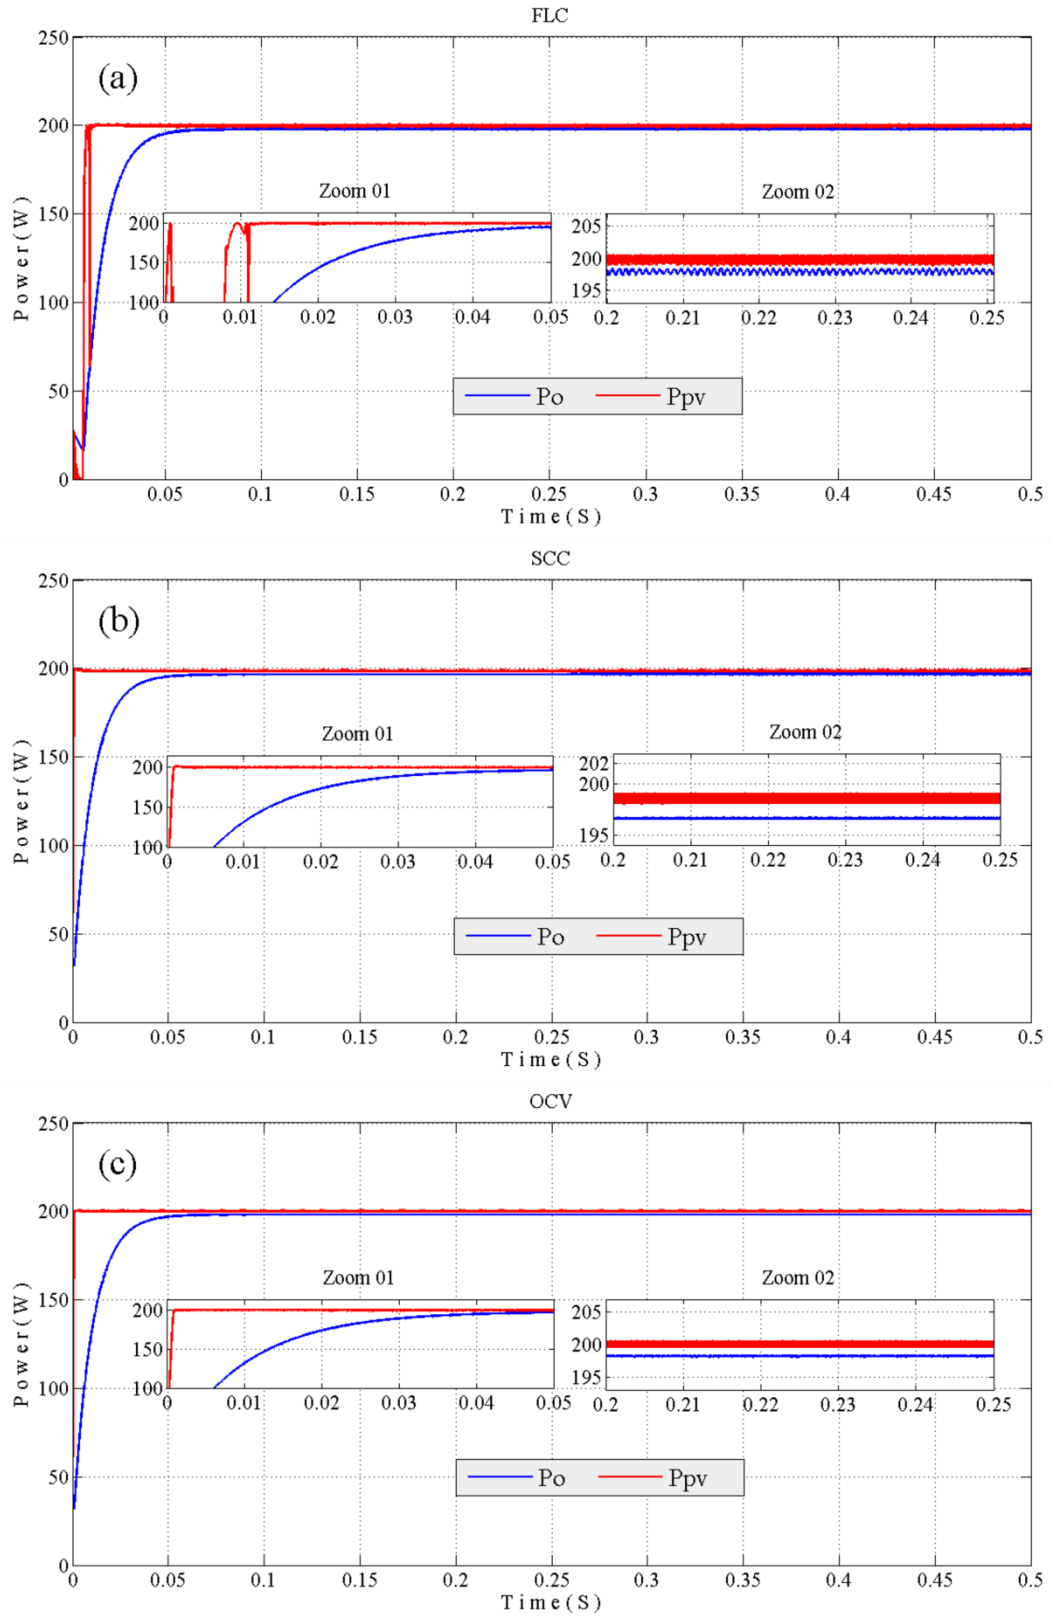 FLC
(a)
250
200
150
100
50
0
Power(W)
Zoom 01
200
150
100
0 0.01 0.02 0.03 0.04 0.05
Zoom 02
205
200
195
0.2 0.21 0.22 0.23 0.24 0.25
Po Ppv
0.05 0.1 0.15 0.2 0.25 0.3 0.35 0.4 0.45 0.5
Time(S)
SCC
(b)
250
200
150
100
50
0
Power(W)
Zoom 01
200
150
100
0 0.01 0.02 0.03 0.04 0.05
Zoom 02
202
200
195
0.2 0.21 0.22 0.23 0.24 0.25
Po Ppv
0 0.05 0.1 0.15 0.2 0.25 0.3 0.35 0.4 0.45 0.5
Time(S)
OCV
(c)
250
200
150
100
50
0
Power(W)
Zoom 01
200
150
100
0 0.01 0.02 0.03 0.04 0.05
Zoom 02
205
200
195
0.2 0.21 0.22 0.23 0.24 0.25
Po Ppv
0 0.05 0.1 0.15 0.2 0.25 0.3 0.35 0.4 0.45 0.5
Time(S)